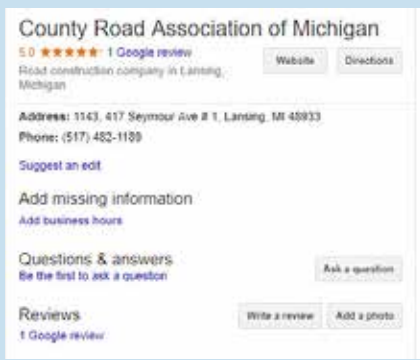 County Road Association of Michigan
5.0 ★★★★★ 1 Google review
Website
Directions
Road construction company in Lansing,
Michigan
Address: 1143, 417 Seymour Ave # 1, Lansing, MI 48933
Phone: (517) 482-1189
Suggest an edit
Add missing information
Add business hours
Questions & answers
Be the first to ask a question
Ask a question
Reviews
Write a review
Add a photo
1 Google review